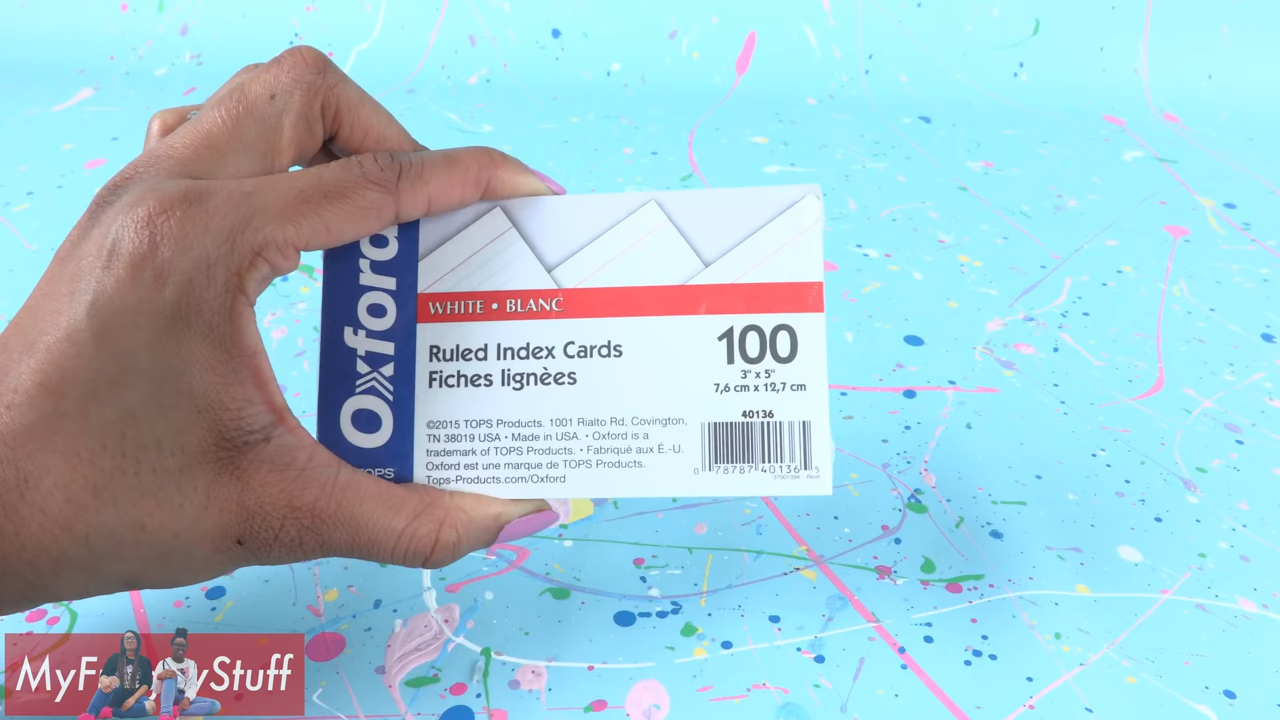 Oxford
TOPS
WHITE • BLANC
Ruled Index Cards
Fiches lignèes
100
3" x 5"
7,6 cm x 12,7 cm
©2015 TOPS Products. 1001 Rialto Rd, Covington,
TN 38019 USA • Made in USA. • Oxford is a
trademark of TOPS Products. • Fabriqué aux É.-U.
Oxford est une marque de TOPS Products.
Tops-Products.com/Oxford
40136
0 78787 40136 5